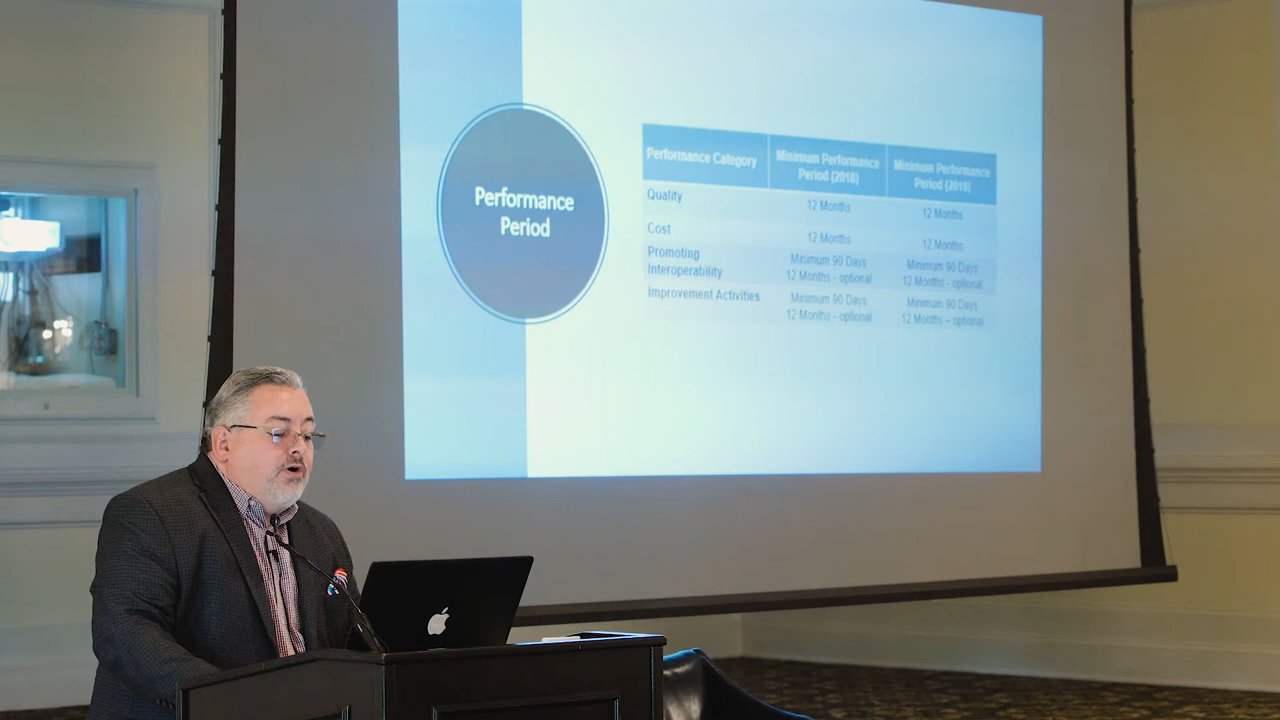 Performance
Period
Performance Category
Minimum Performance
Period (2018)
Minimum Performance
Period (2019)
Quality
12 Months
12 Months
Cost
12 Months
12 Months
Promoting
Interoperability
Minimum 90 Days
12 Months - optional
Minimum 90 Days
12 Months - optional
Improvement Activities
Minimum 90 Days
12 Months - optional
Minimum 90 Days
12 Months – optional